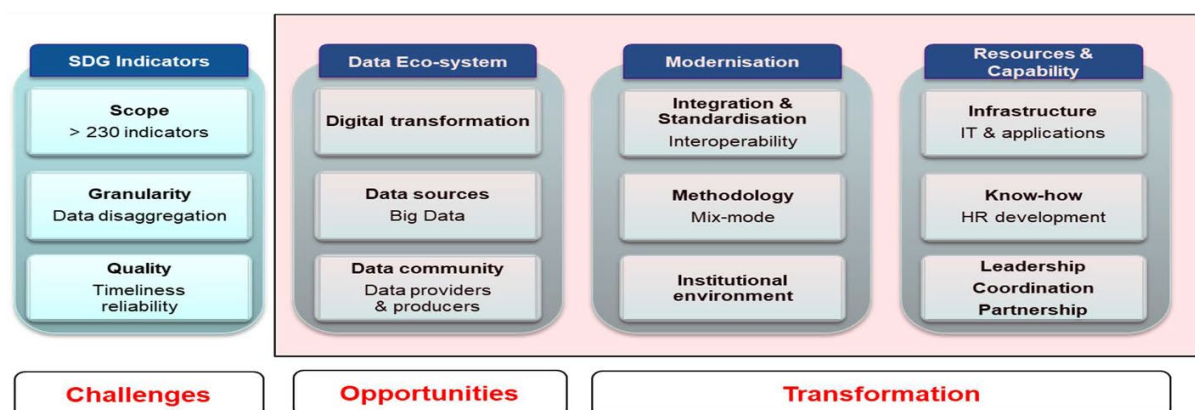 SDG Indicators
Scope
> 230 indicators
Granularity
Data disaggregation
Quality
Timeliness
reliability
Data Eco-system
Digital transformation
Data sources
Big Data
Data community
Data providers
& producers
Modernisation
Integration &
Standardisation
Interoperability
Methodology
Mix-mode
Institutional
environment
Resources &
Capability
Infrastructure
IT & applications
Know-how
HR development
Leadership
Coordination
Partnership
Challenges
Opportunities
Transformation